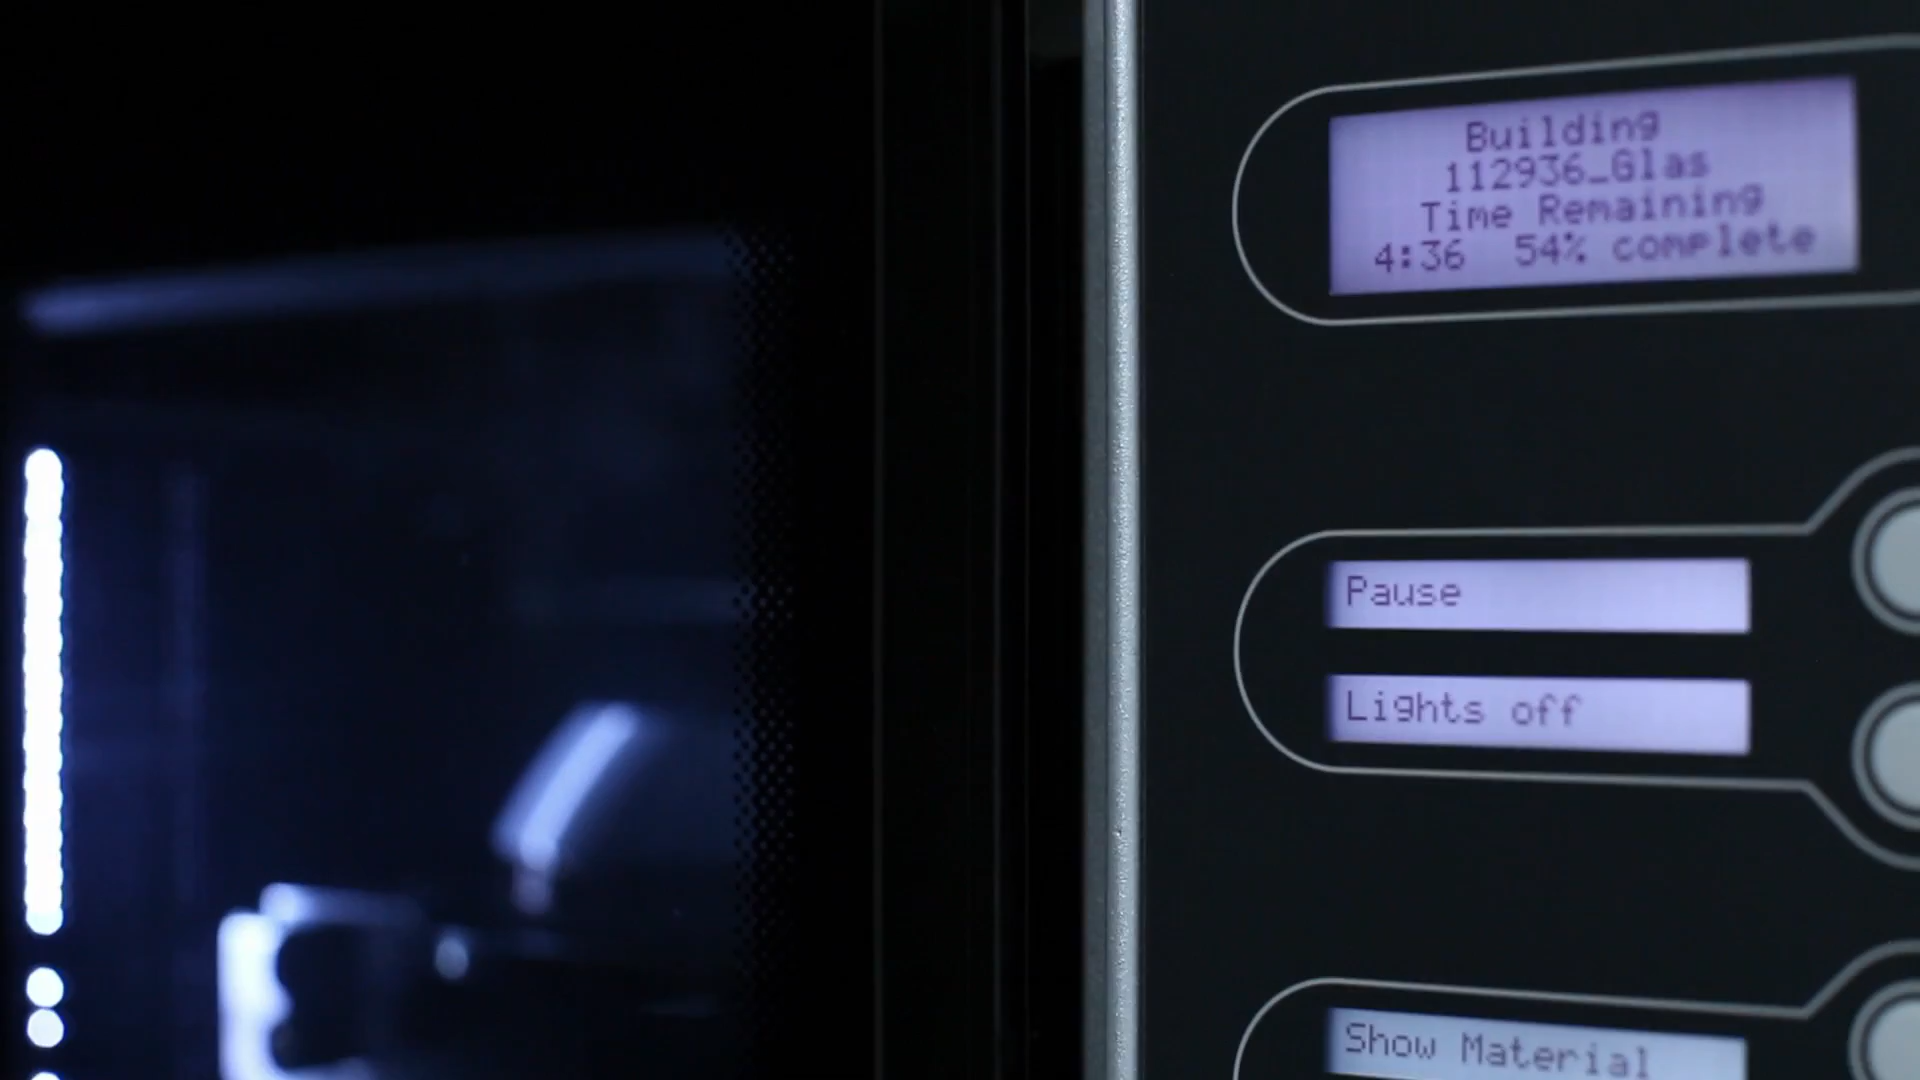 Building
112936_Glas
Time Remaining
4:36 54% complete
Pause
Lights off
Show Material